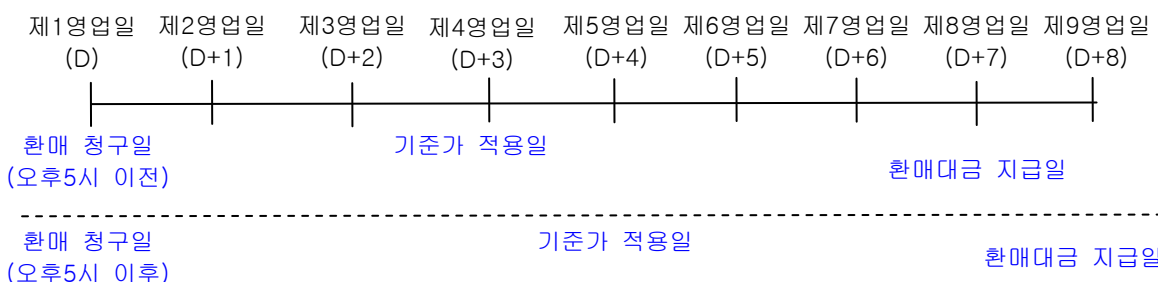 제1영업일 제2영업일 제3영업일 제4영업일 제5영업일 제6영업일 제7영업일 제8영업일 제9영업일
(D) (D+1) (D+2) (D+3) (D+4) (D+5) (D+6) (D+7) (D+8)
환매 청구일 기준가 적용일
(오후5시 이전) 환매대금 지급일
환매 청구일 기준가 적용일
(오후5시 이후) 환매대금 지급일